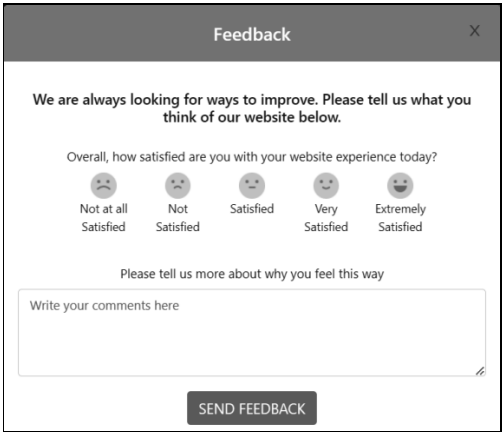 Feedback
X
We are always looking for ways to improve. Please tell us what you
think of our website below.
Overall, how satisfied are you with your website experience today?
Not at all Satisfied
Not Satisfied
Satisfied
Very Satisfied
Extremely Satisfied
Please tell us more about why you feel this way
Write your comments here
SEND FEEDBACK